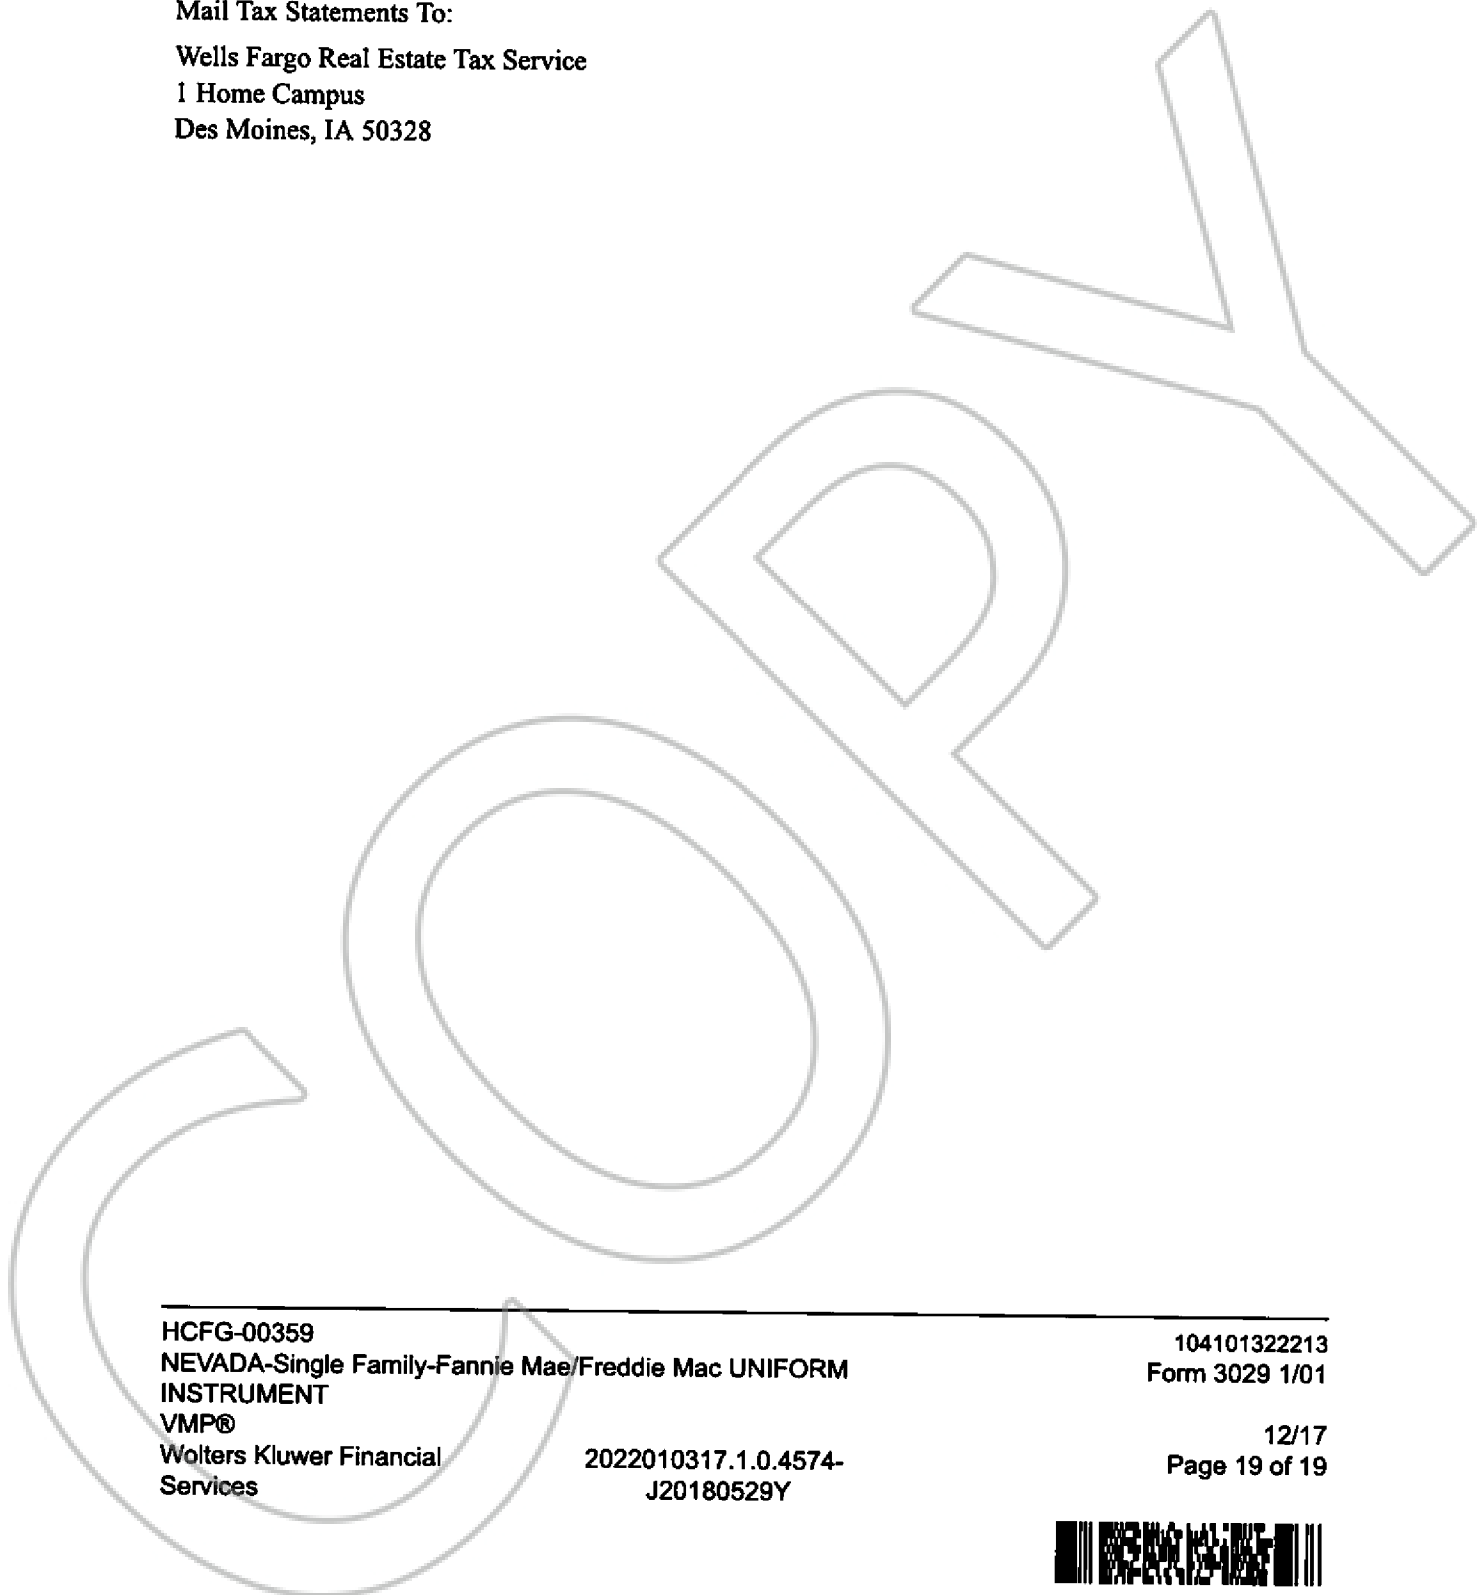 Mail Tax Statements To:
Wells Fargo Real Estate Tax Service
1 Home Campus
Des Moines, IA 50328
COPY
HCFG-00359
104101322213
NEVADA-Single Family-Fannie Mae/Freddie Mac UNIFORM
INSTRUMENT
Form 3029 1/01
VMP®
12/17
Wolters Kluwer Financial
Services
2022010317.1.0.4574-
J20180529Y
Page 19 of 19